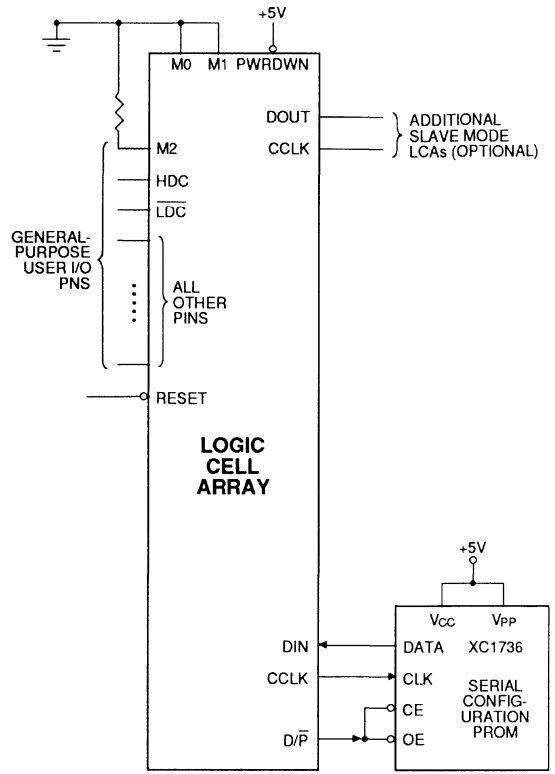 +5V
M0 M1 PWRDWN
DOUT
CCLK
ADDITIONAL
SLAVE MODE
LCAs (OPTIONAL)
M2
HDC
LDC
GENERAL-
PURPOSE
USER I/O
PNS
ALL
OTHER
PINS
RESET
LOGIC
CELL
ARRAY
+5V
VCC VPP
DIN
DATA XC1736
CCLK
CLK
SERIAL
CONFIG-
URATION
PROM
CE
D/P̅
OE